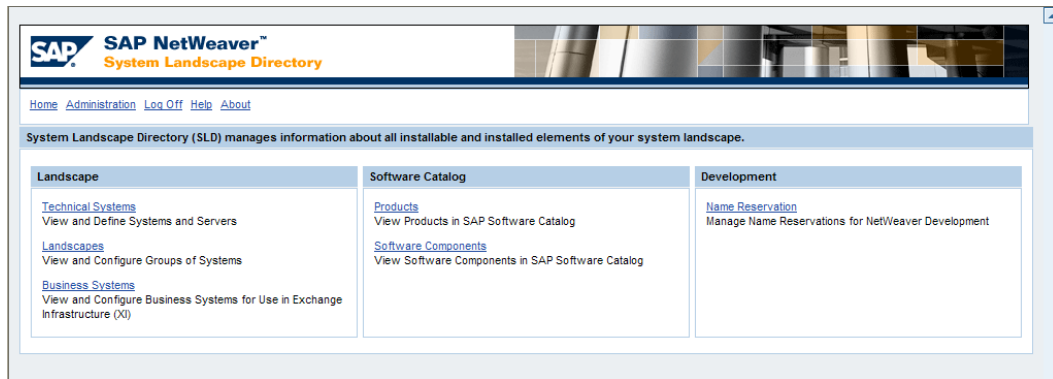 SAP
SAP NetWeaver™
System Landscape Directory
Home Administration Log Off Help About
System Landscape Directory (SLD) manages information about all installable and installed elements of your system landscape.
Landscape
Technical Systems
View and Define Systems and Servers
Landscapes
View and Configure Groups of Systems
Business Systems
View and Configure Business Systems for Use in Exchange
Infrastructure (XI)
Software Catalog
Products
View Products in SAP Software Catalog
Software Components
View Software Components in SAP Software Catalog
Development
Name Reservation
Manage Name Reservations for NetWeaver Development